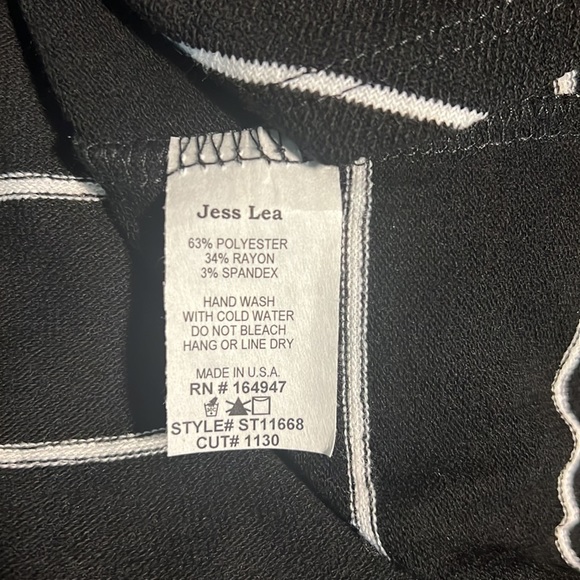 Jess Lea
63% POLYESTER
34% RAYON
3% SPANDEX
HAND WASH
WITH COLD WATER
DO NOT BLEACH
HANG OR LINE DRY
MADE IN U.S.A.
RN # 164947
STYLE# ST11668
CUT# 1130